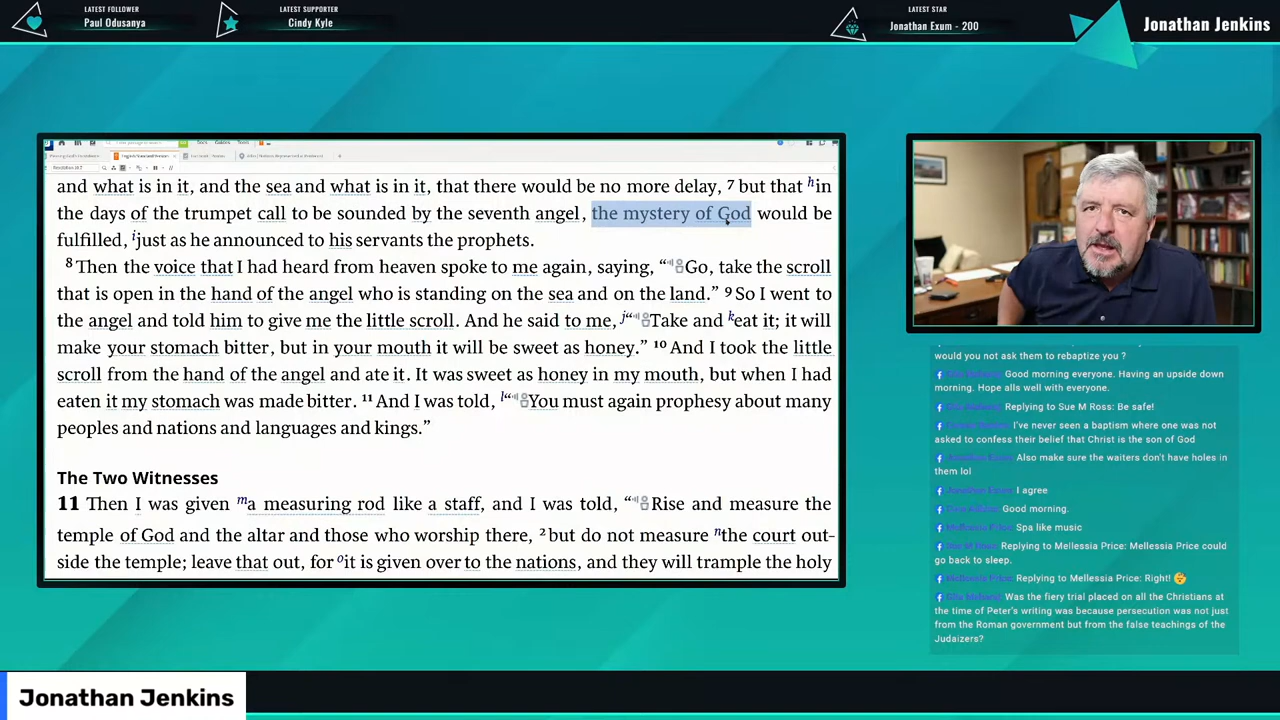 LATEST FOLLOWER
Paul Odusanya
LATEST SUPPORTER
Cindy Kyle
LATEST STAR
Jonathan Exum - 200
Jonathan Jenkins
and what is in it, and the sea and what is in it, that there would be no more delay, 7 but that h in
the days of the trumpet call to be sounded by the seventh angel, the mystery of God would be
fulfilled, i just as he announced to his servants the prophets.
8 Then the voice that I had heard from heaven spoke to me again, saying, “Go, take the scroll
that is open in the hand of the angel who is standing on the sea and on the land.” 9 So I went to
the angel and told him to give me the little scroll. And he said to me, j “Take and k eat it; it will
make your stomach bitter, but in your mouth it will be sweet as honey.” 10 And I took the little
scroll from the hand of the angel and ate it. It was sweet as honey in my mouth, but when I had
eaten it my stomach was made bitter. 11 And I was told, l “You must again prophesy about many
peoples and nations and languages and kings.”
The Two Witnesses
11 Then I was given m a measuring rod like a staff, and I was told, “Rise and measure the
temple of God and the altar and those who worship there, 2 but do not measure n the court out-
side the temple; leave that out, for o it is given over to the nations, and they will trample the holy
would you not ask them to rebaptize you ?
Good morning everyone. Having an upside down
morning. Hope alls well with everyone.
Replying to Sue M Ross: Be safe!
I've never seen a baptism where one was not
asked to confess their belief that Christ is the son of God
Also make sure the waiters don't have holes in
them lol
I agree
Good morning.
Spa like music
Replying to Mellessia Price: Mellessia Price could
go back to sleep.
Replying to Mellessia Price: Right! 🤔
Was the fiery trial placed on all the Christians at
the time of Peter's writing was because persecution was not just
from the Roman government but from the false teachings of the
Judaizers?
Jonathan Jenkins